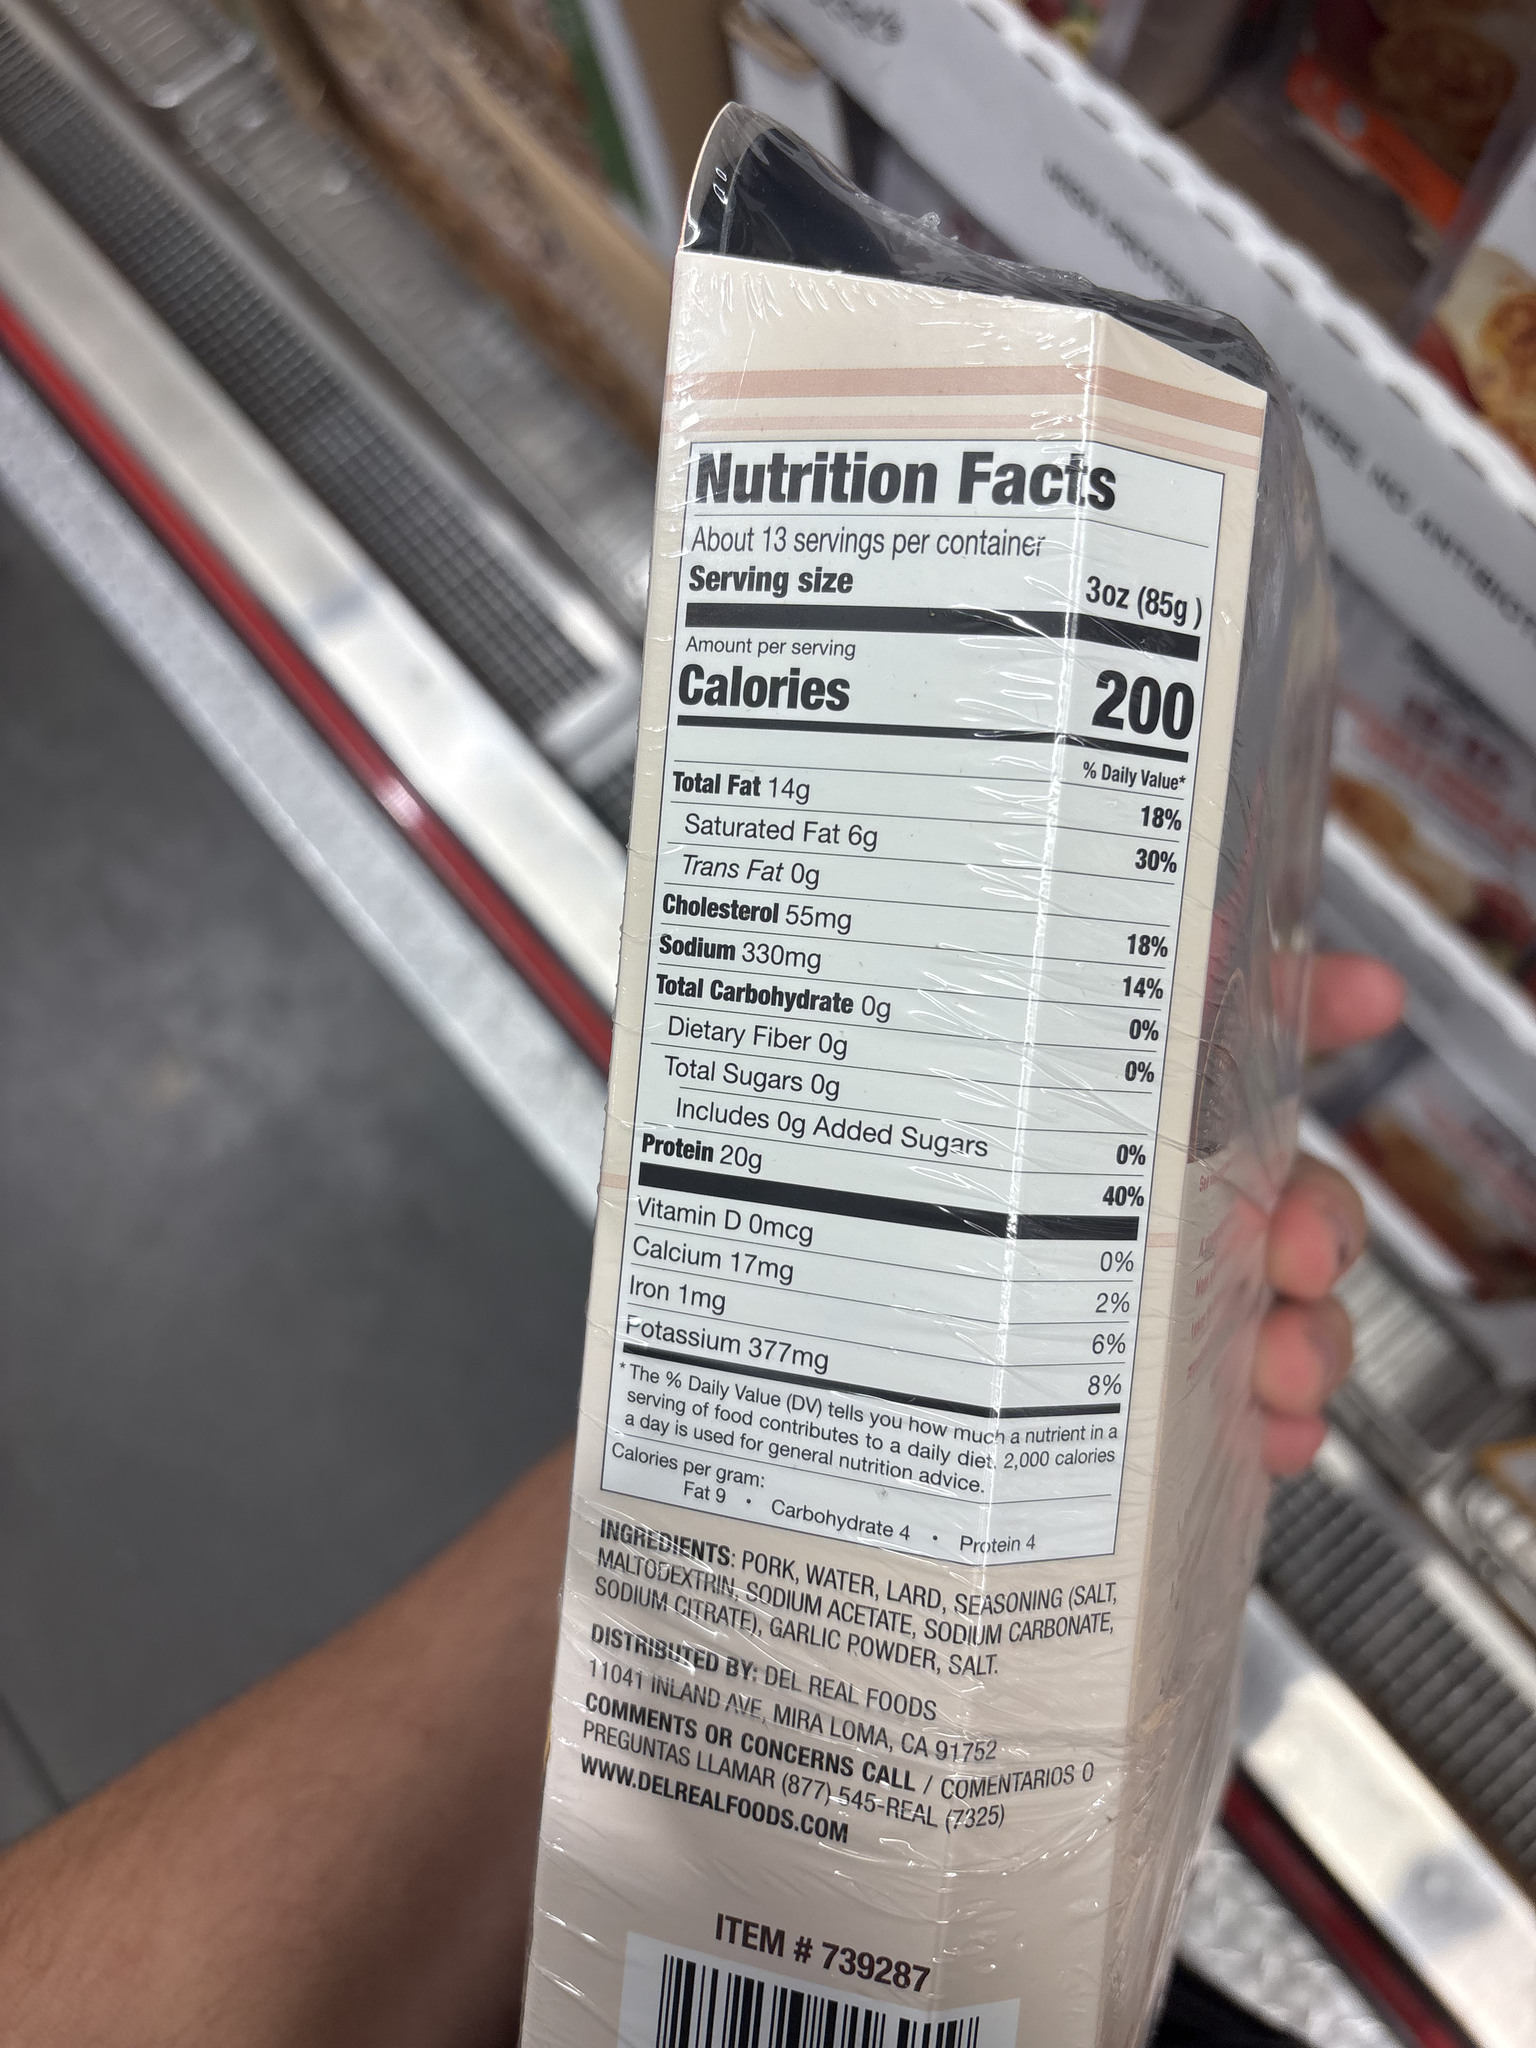 Nutrition Facts
About 13 servings per container
Serving size 3oz (85g )
Amount per serving
Calories 200
% Daily Value*
Total Fat 14g 18%
Saturated Fat 6g 30%
Trans Fat 0g
Cholesterol 55mg 18%
Sodium 330mg 14%
Total Carbohydrate 0g 0%
Dietary Fiber 0g 0%
Total Sugars 0g
Includes 0g Added Sugars 0%
Protein 20g 40%
Vitamin D 0mcg 0%
Calcium 17mg 2%
Iron 1mg 6%
Potassium 377mg 8%
* The % Daily Value (DV) tells you how much a nutrient in a
serving of food contributes to a daily diet. 2,000 calories
a day is used for general nutrition advice.
Calories per gram:
Fat 9 • Carbohydrate 4 • Protein 4
INGREDIENTS: PORK, WATER, LARD, SEASONING (SALT,
MALTODEXTRIN, SODIUM ACETATE, SODIUM CARBONATE,
SODIUM CITRATE), GARLIC POWDER, SALT.
DISTRIBUTED BY: DEL REAL FOODS
11041 INLAND AVE, MIRA LOMA, CA 91752
COMMENTS OR CONCERNS CALL / COMENTARIOS O
PREGUNTAS LLAMAR (877) 545-REAL (7325)
WWW.DELREALFOODS.COM
ITEM # 739287